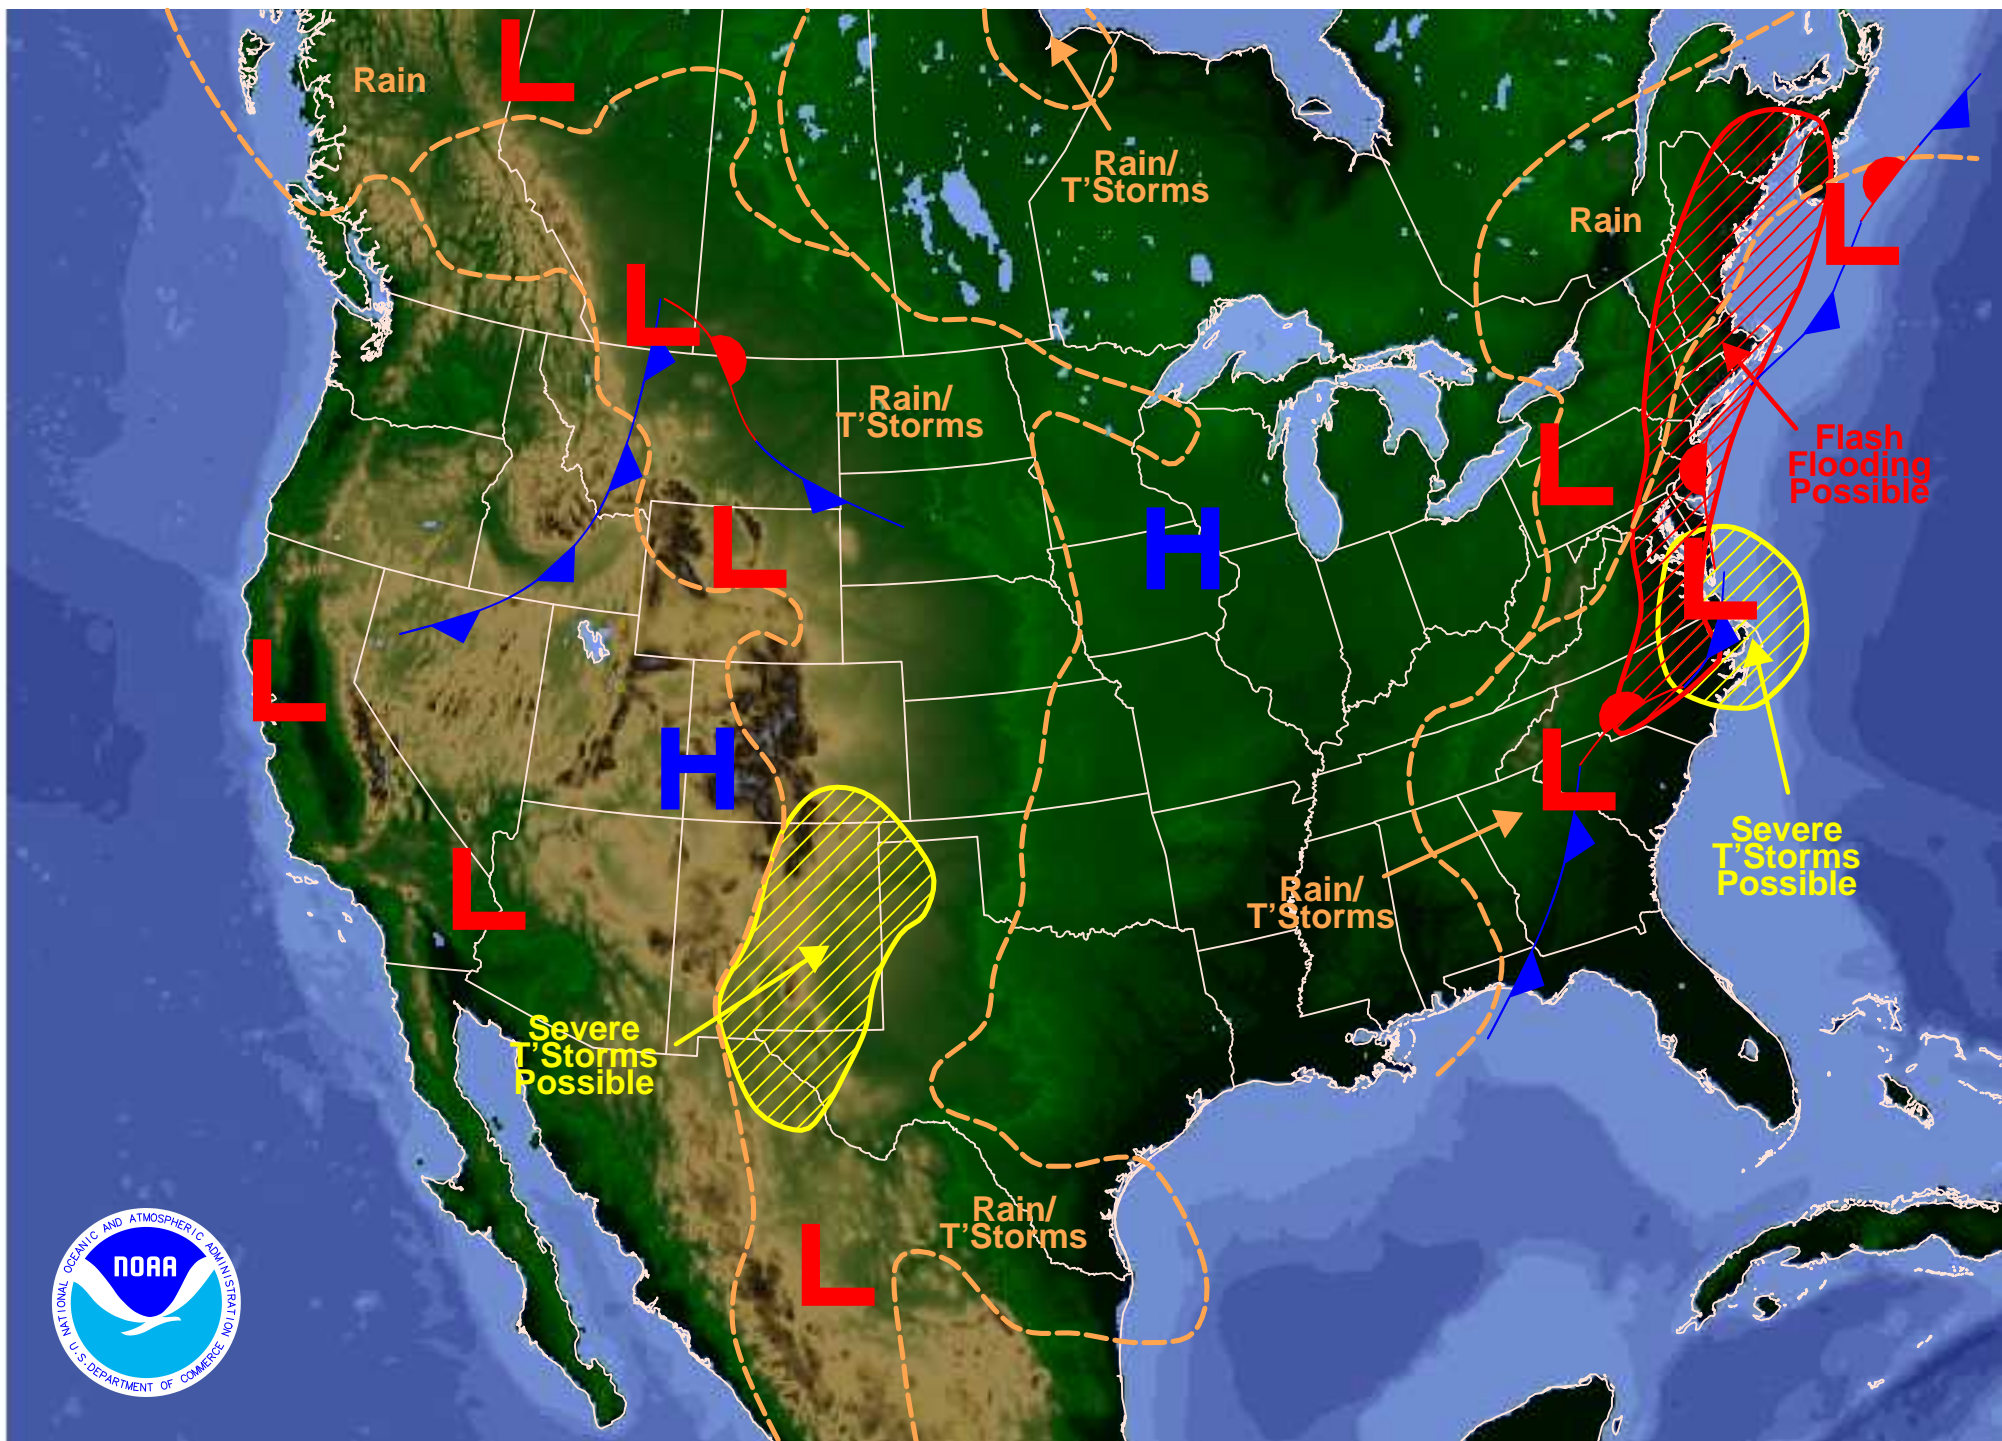 L
Rain
Rain/
T'Storms
Rain
L
L
Rain/
T'Storms
L
Flash
Flooding
Possible
L
H
L
L
H
L
L
Severe
T'Storms
Possible
L
Rain/
T'Storms
Severe
T'Storms
Possible
Rain/
T'Storms
L
NATIONAL OCEANIC AND ATMOSPHERIC ADMINISTRATION
NOAA
U.S. DEPARTMENT OF COMMERCE